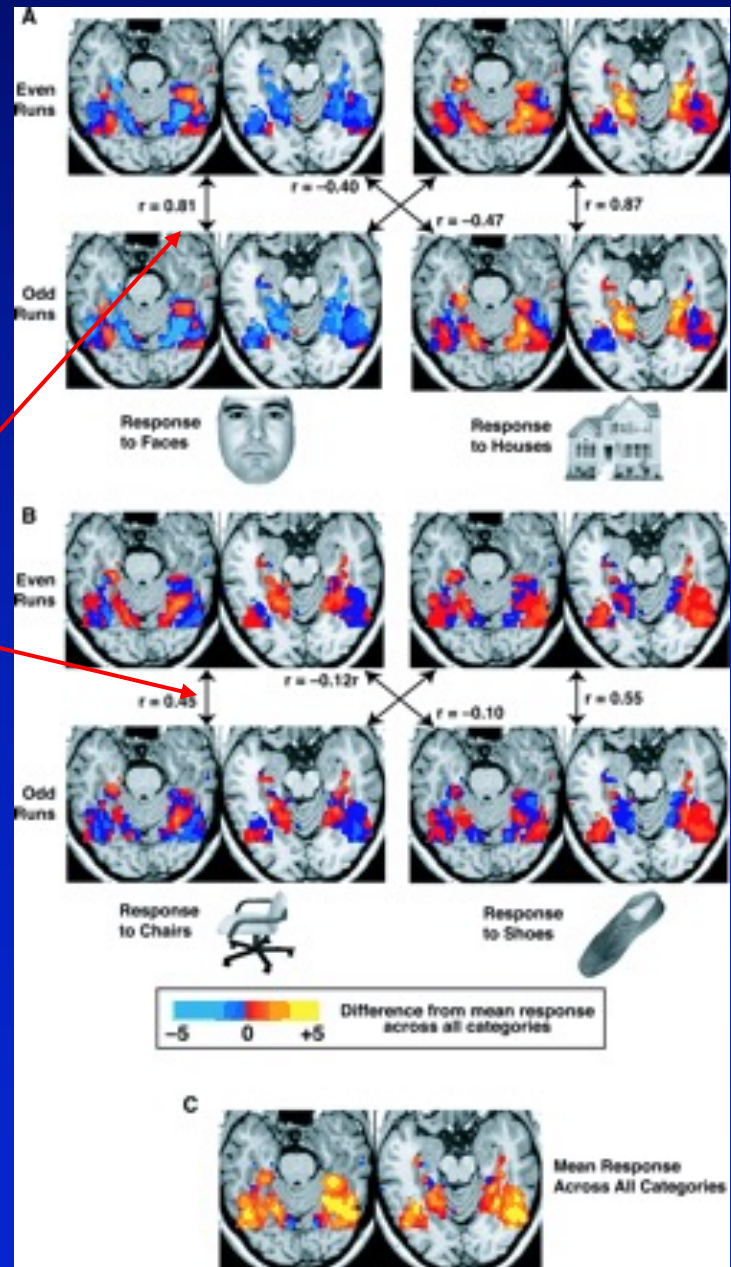 A
Even
Runs
r = 0.81
r = −0.40
r = −0.47
r = 0.87
Odd
Runs
Response
to Faces
Response
to Houses
B
Even
Runs
r = 0.45
r = −0.12r
r = −0.10
r = 0.55
Odd
Runs
Response
to Chairs
Response
to Shoes
−5 0 +5
Difference from mean response
across all categories
C
Mean Response
Across All Categories